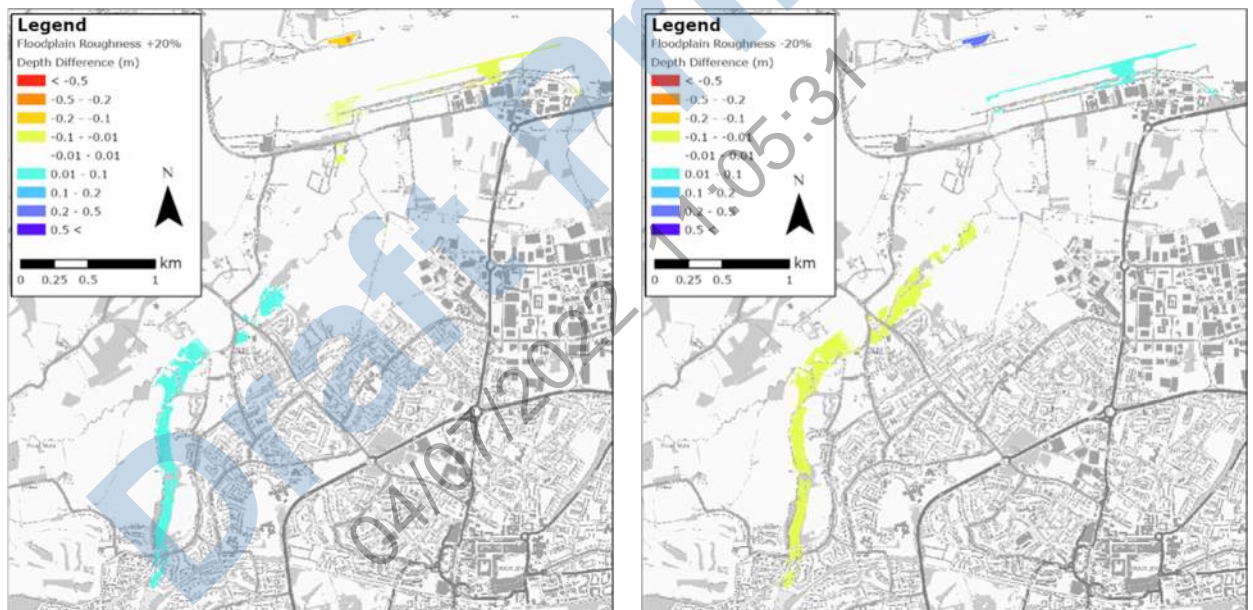 Legend
Floodplain Roughness +20%
Depth Difference (m)
< -0.5
-0.5 - -0.2
-0.2 - -0.1
-0.1 - -0.01
-0.01 - 0.01
0.01 - 0.1
0.1 - 0.2
0.2 - 0.5
0.5 <
N
km
0 0.25 0.5 1
Legend
Floodplain Roughness -20%
Depth Difference (m)
< -0.5
-0.5 - -0.2
-0.2 - -0.1
-0.1 - -0.01
-0.01 - 0.01
0.01 - 0.1
0.1 - 0.2
0.2 - 0.5
0.5 <
N
km
0 0.25 0.5 1
Draft Pri
04/07/2022 11:05:31